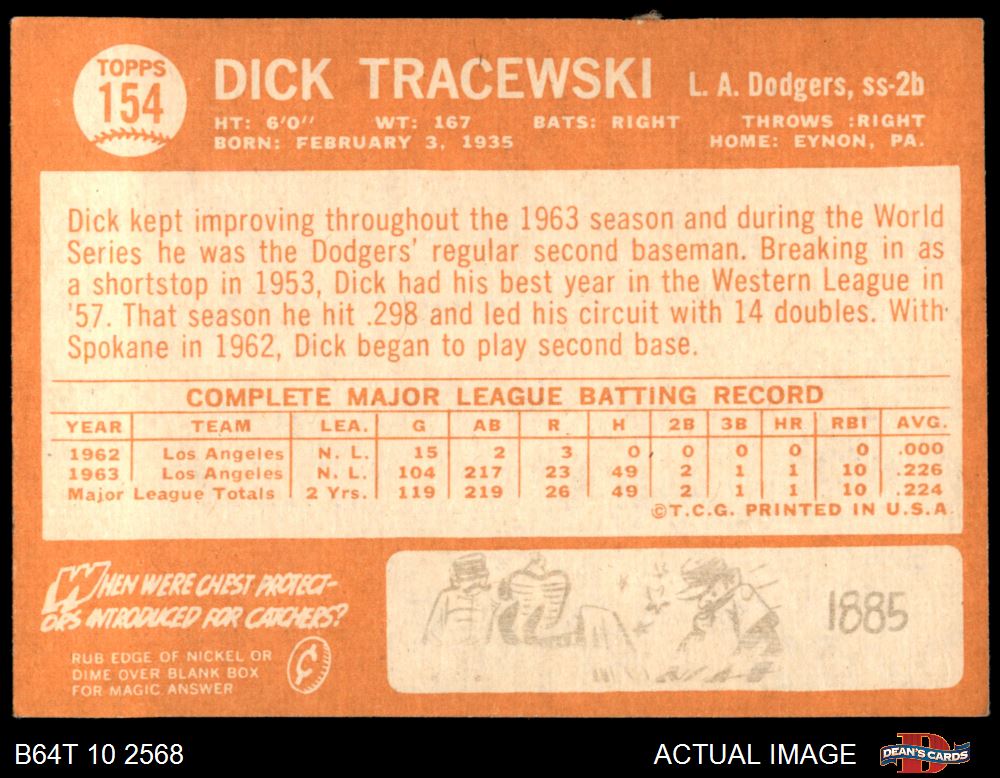 TOPPS
154
DICK TRACEWSKI L. A. Dodgers, ss-2b
HT: 6'0" WT: 167 BATS: RIGHT THROWS :RIGHT
BORN: FEBRUARY 3, 1935 HOME: EYNON, PA.
Dick kept improving throughout the 1963 season and during the World
Series he was the Dodgers' regular second baseman. Breaking in as
a shortstop in 1953, Dick had his best year in the Western League in
'57. That season he hit .298 and led his circuit with 14 doubles. With
Spokane in 1962, Dick began to play second base.
COMPLETE MAJOR LEAGUE BATTING RECORD
YEAR TEAM LEA. G AB R H 2B 3B HR RBI AVG.
1962 Los Angeles N. L. 15 2 3 0 0 0 0 0 .000
1963 Los Angeles N. L. 104 217 23 49 2 1 1 10 .226
Major League Totals 2 Yrs. 119 219 26 49 2 1 1 10 .224
©T.C.G. PRINTED IN U.S.A.
WHEN WERE CHEST PROTECT-
ORS INTRODUCED FOR CATCHERS?
RUB EDGE OF NICKEL OR
DIME OVER BLANK BOX
FOR MAGIC ANSWER
¢
1885
B64T 10 2568 ACTUAL IMAGE
D
DEAN'S CARDS